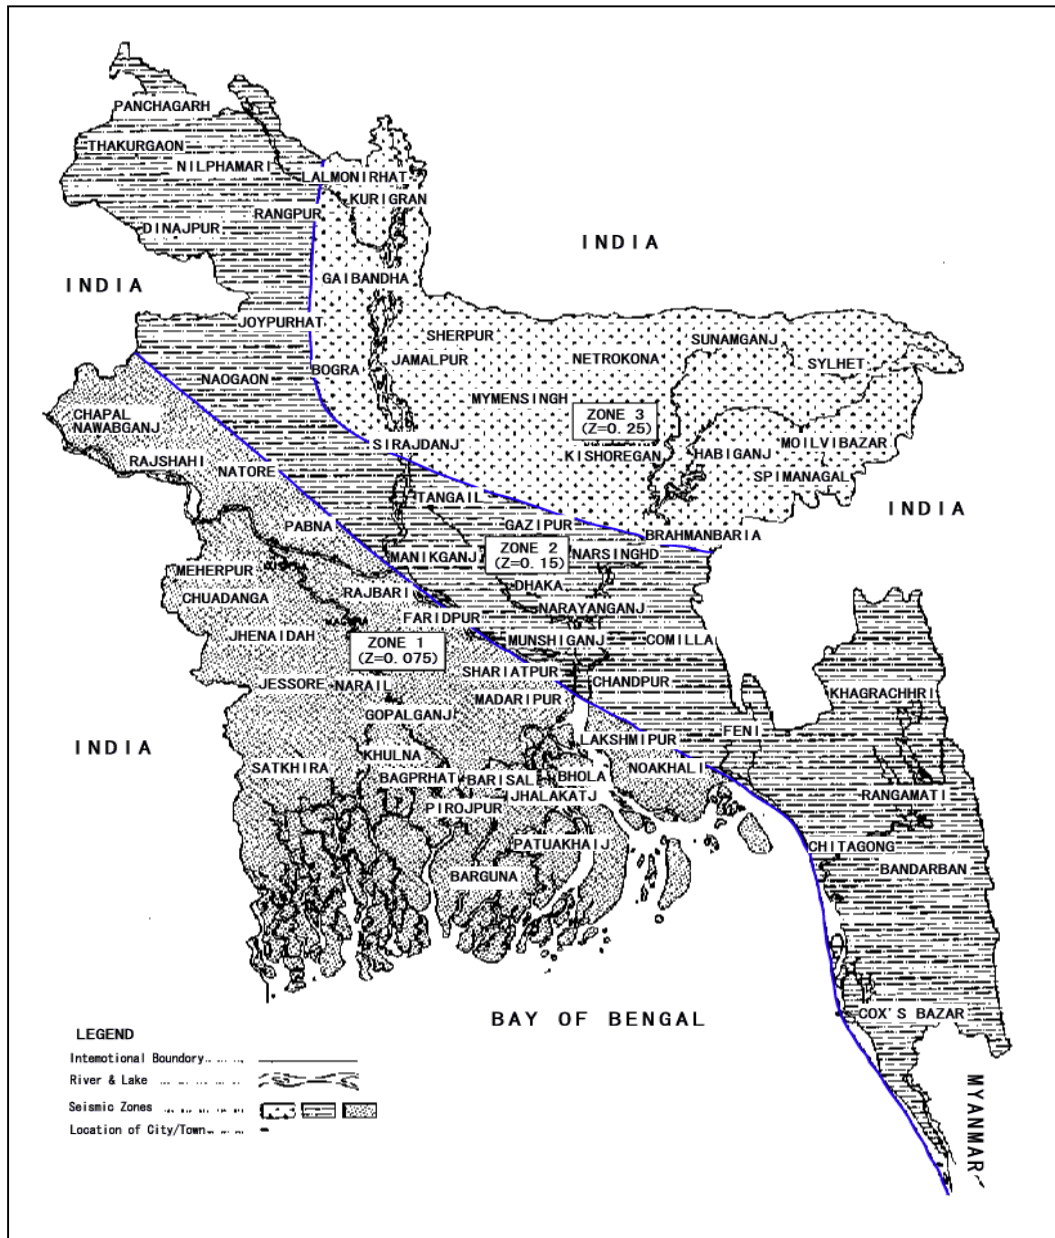 PANCHAGARH
THAKURGAON
NILPHAMARI
LALMONIRHAT
KURIGRAN
RANGPUR
DINAJPUR
INDIA
INDIA
GAIBANDHA
JOYPURHAT
SHERPUR
SUNAMGANJ
JAMALPUR
NETROKONA
SYLHET
BOGRA
NAOGAON
MYMENSINGH
ZONE 3
(Z=0.25)
CHAPAL
NAWABGANJ
SIRAJDANJ
MOILVIBAZAR
KISHOREGAN
HABIGANJ
RAJSHAHI
NATORE
SPIMANAGAL
TANGAIL
INDIA
PABNA
GAZIPUR
BRAHMANBARIA
MANIKGANJ
ZONE 2
(Z=0.15)
NARSINGHD
MEHERPUR
DHAKA
CHUADANGA
RAJBARI
NARAYANGANJ
FARIDPUR
JHENAIDAH
ZONE 1
(Z=0.075)
MUNSHIGANJ
COMILLA
SHARIATPUR
CHANDPUR
JESSORE
NARAIL
MADARIPUR
KHAGRACHHRI
GOPALGANJ
FENI
LAKSHMIPUR
INDIA
KHULNA
SATKHIRA
NOAKHALI
BAGPRHAT
BARISAL
BHOLA
RANGAMATI
JHALAKATJ
PIROJPUR
PATUAKHAIJ
CHITAGONG
BANDARBAN
BARGUNA
COX'S BAZAR
BAY OF BENGAL
MYANMAR
LEGEND
Intemotional Boundary
River & Lake
Seismic Zones
Location of City/Town